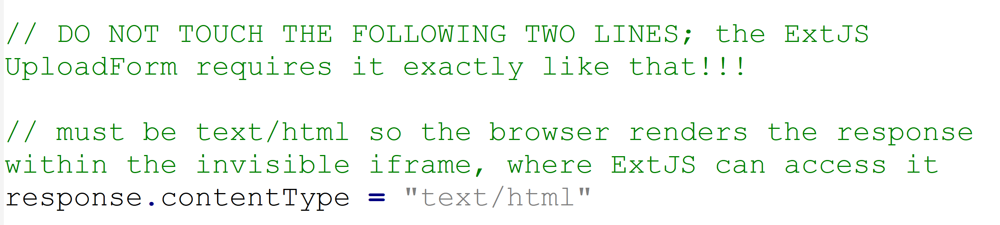 // DO NOT TOUCH THE FOLLOWING TWO LINES; the ExtJS
UploadForm requires it exactly like that!!!
// must be text/html so the browser renders the response
within the invisible iframe, where ExtJS can access it
response.contentType = "text/html"